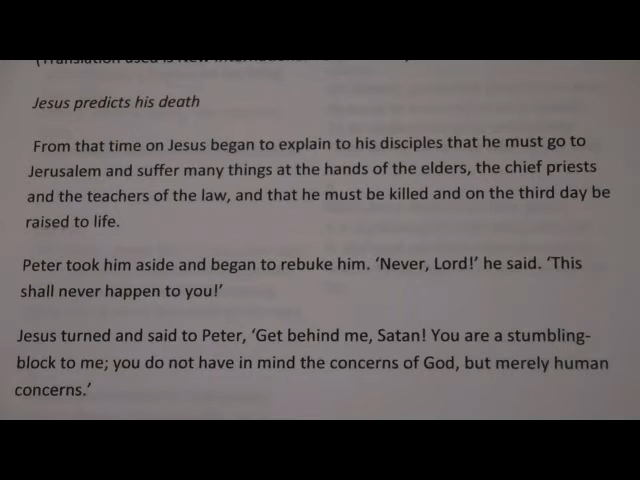 (Translation used is New International
Jesus predicts his death
From that time on Jesus began to explain to his disciples that he must go to
Jerusalem and suffer many things at the hands of the elders, the chief priests
and the teachers of the law, and that he must be killed and on the third day be
raised to life.
Peter took him aside and began to rebuke him. ‘Never, Lord!’ he said. ‘This
shall never happen to you!’
Jesus turned and said to Peter, ‘Get behind me, Satan! You are a stumbling-
block to me; you do not have in mind the concerns of God, but merely human
concerns.’